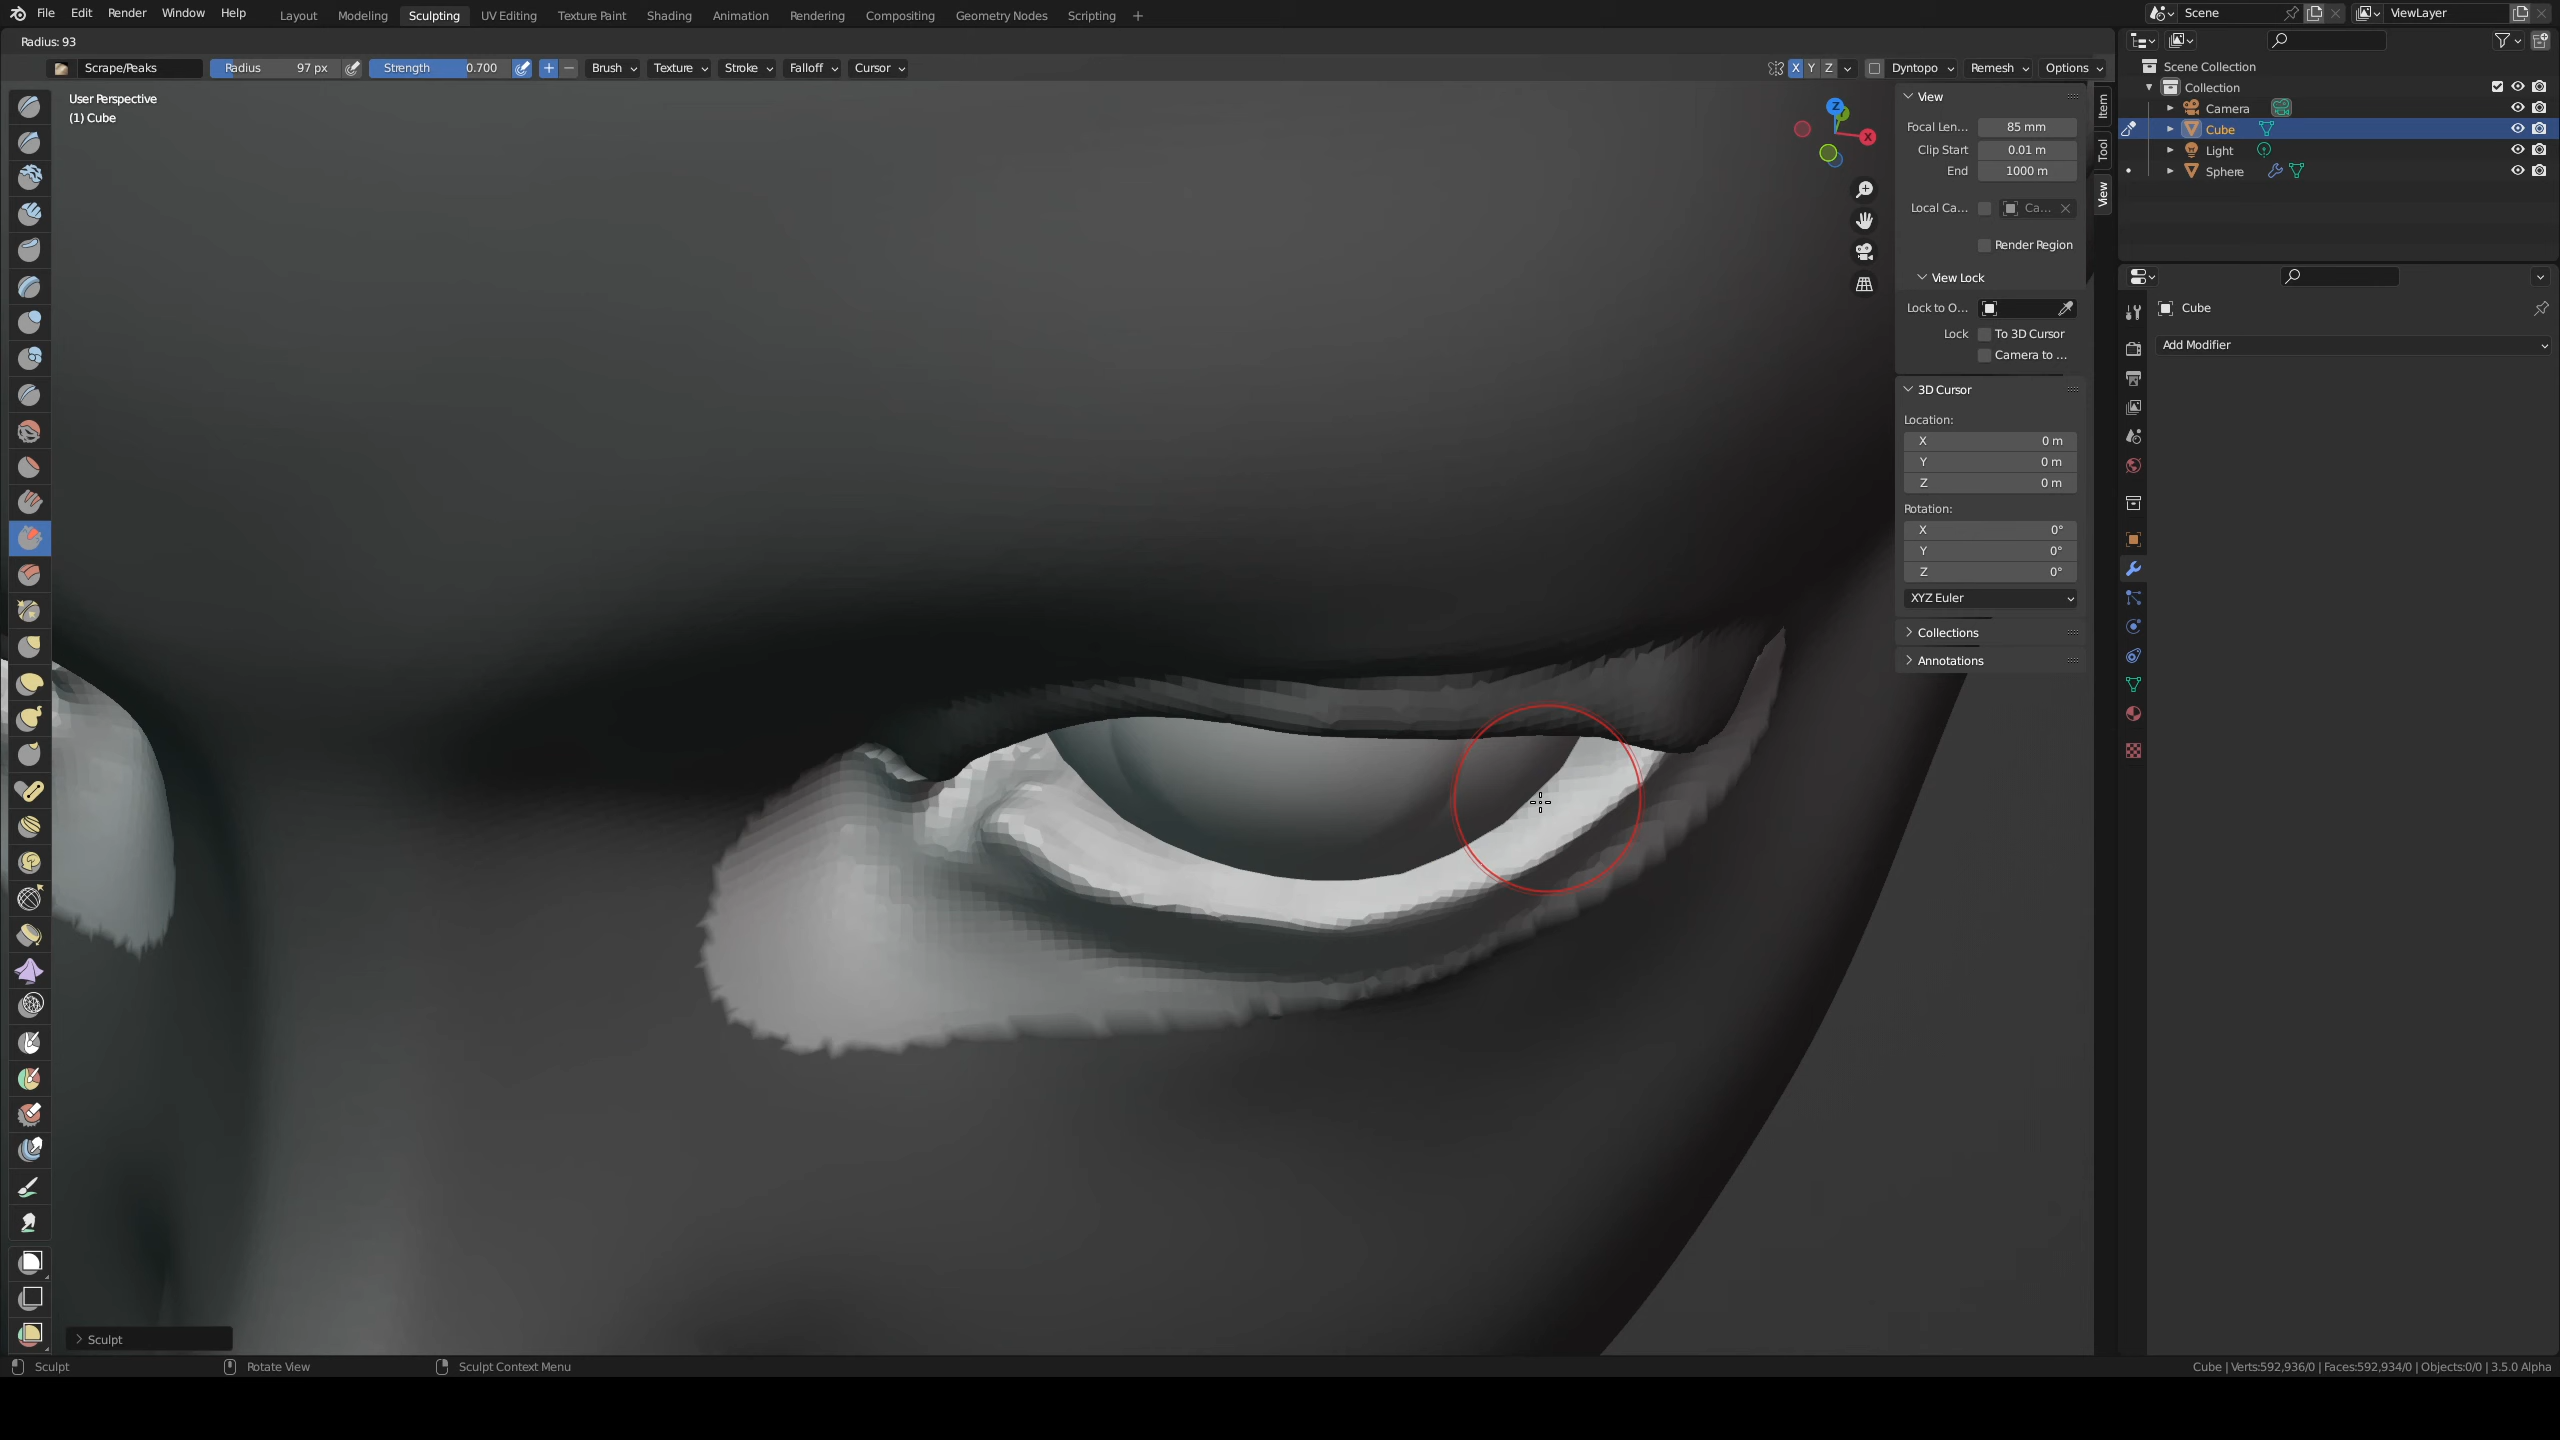 File Edit Render Window Help Layout Modeling Sculpting UV Editing Texture Paint Shading Animation Rendering Compositing Geometry Nodes Scripting Scene ViewLayer
Radius: 93
Scrape/Peaks Radius 97 px Strength 0.700 Brush Texture Stroke Falloff Cursor X Y Z Dyntopo Remesh Options
User Perspective
(1) Cube
Z
X
View
Focal Len... 85 mm
Clip Start 0.01 m
End 1000 m
Local Ca... Ca...
Render Region
View Lock
Lock to O...
Lock To 3D Cursor
Camera to ...
3D Cursor
Location:
X 0 m
Y 0 m
Z 0 m
Rotation:
X 0°
Y 0°
Z 0°
XYZ Euler
Collections
Annotations
Item
Tool
View
Scene Collection
Collection
Camera
Cube
Light
Sphere
Cube
Add Modifier
Sculpt
Sculpt Rotate View Sculpt Context Menu Cube | Verts:592,936/0 | Faces:592,934/0 | Objects:0/0 | 3.5.0 Alpha